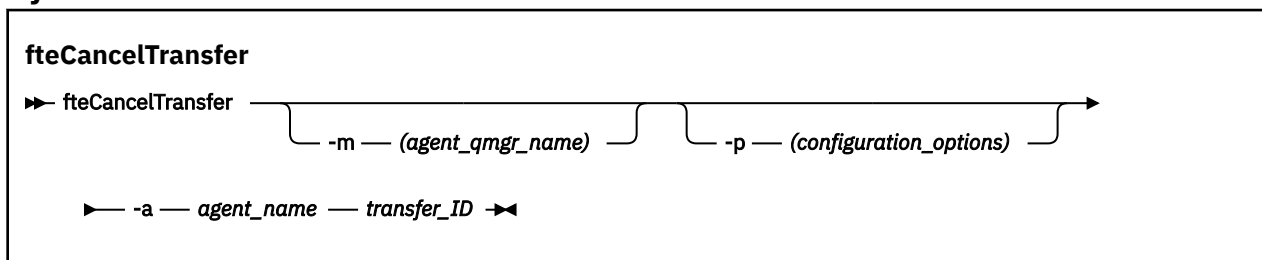 fteCancelTransfer
fteCancelTransfer
-m — (agent_qmgr_name) -p — (configuration_options)
-a — agent_name — transfer_ID